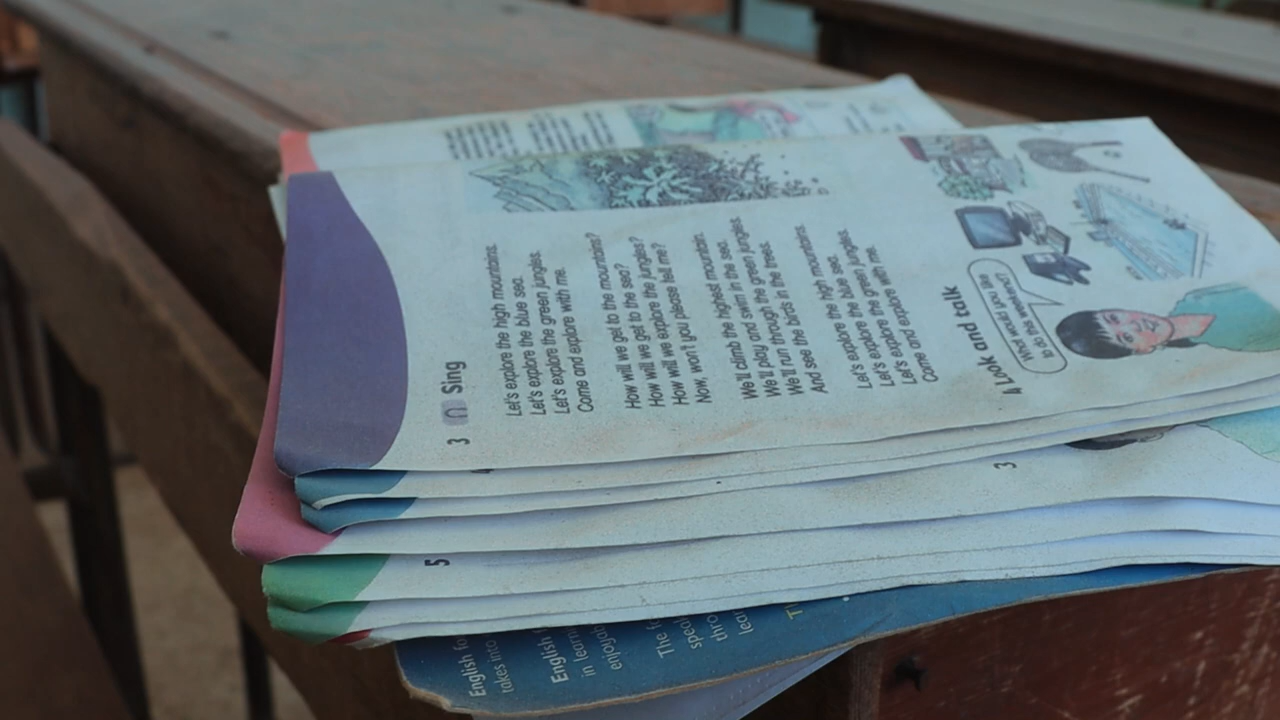 3 Sing
Let's explore the high mountains.
Let's explore the blue sea.
Let's explore the green jungles.
Come and explore with me.
How will we get to the mountains?
How will we get to the sea?
How will we explore the jungles?
Now, won't you please tell me?
We'll climb the highest mountain.
We'll play and swim in the sea.
We'll run through the green jungles.
And see the birds in the trees.
Let's explore the high mountains.
Let's explore the blue sea.
Let's explore the green jungles.
Come and explore with me.
4 Look and talk
What would you like
to do this weekend?
3
5
English
takes into
English
in learn
enjoya
The
speak
thro
lear